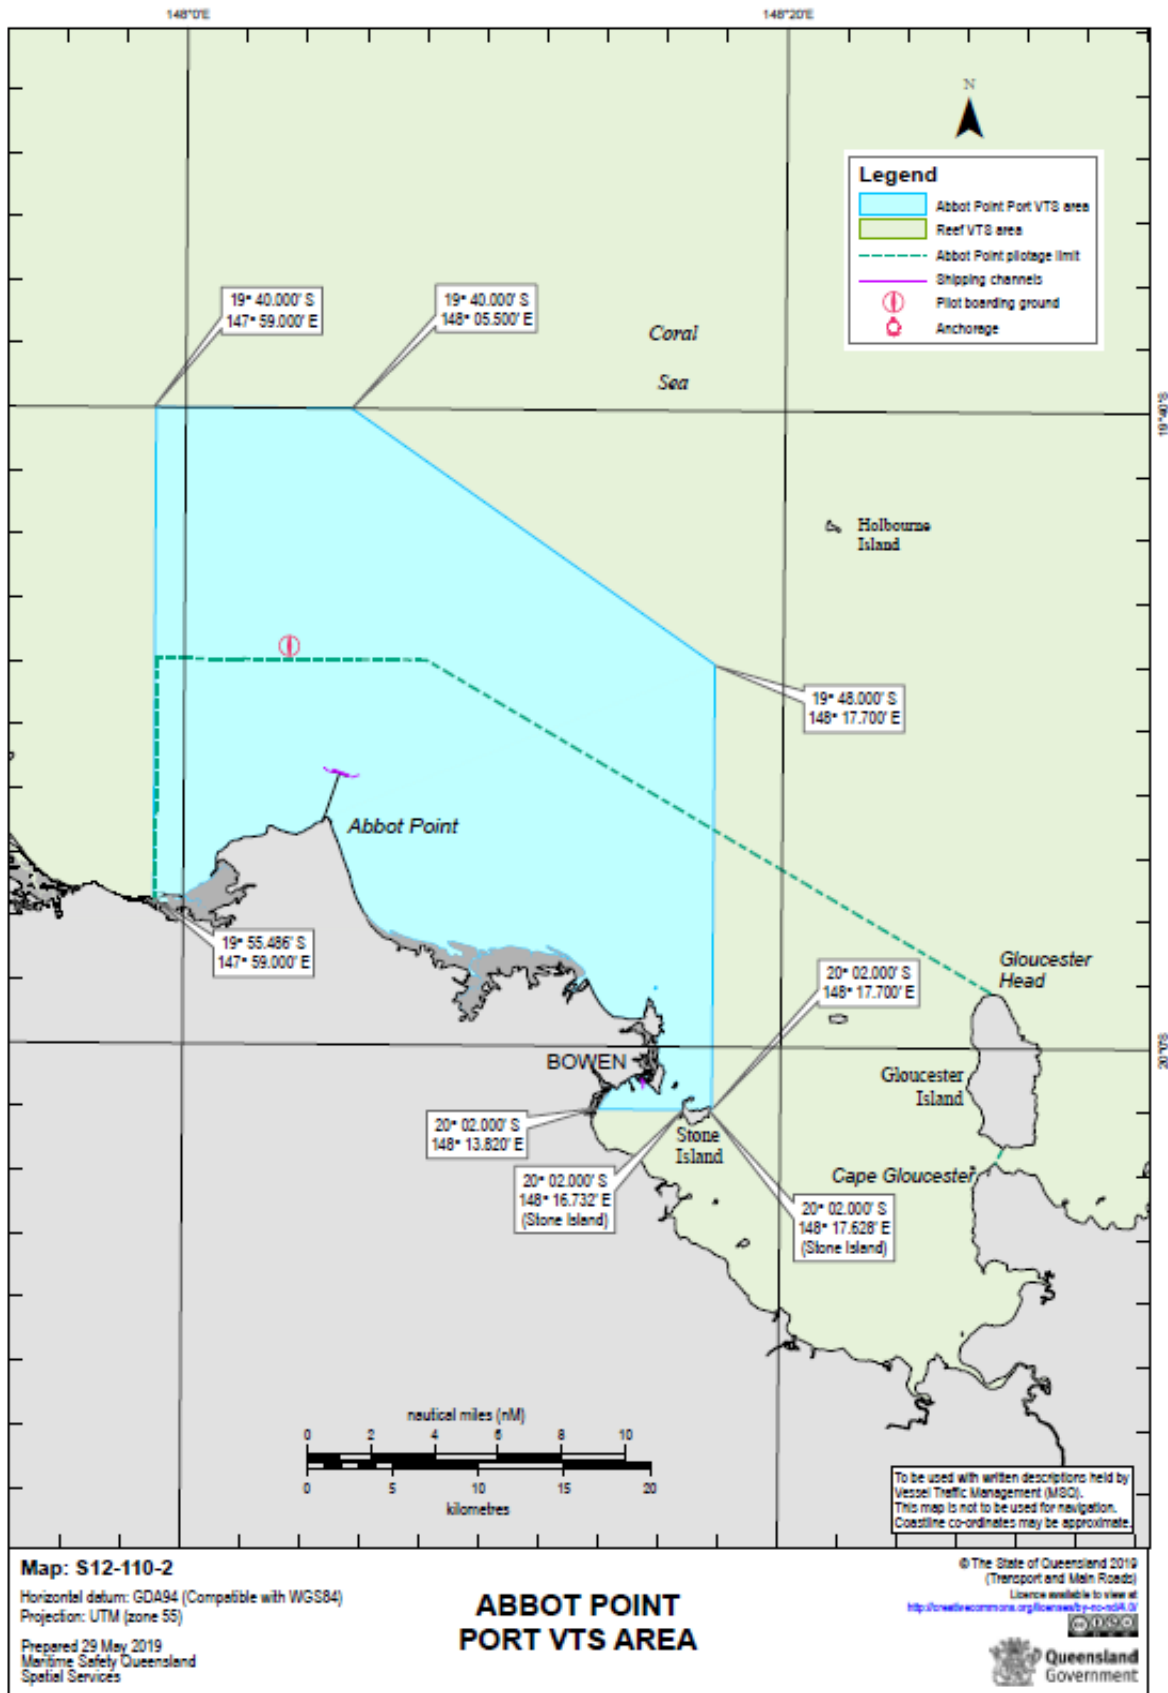 148°0'E
148°20'E
N
Legend
Abbot Point Port VTS area
Reef VTS area
Abbot Point pilotage limit
Shipping channels
Pilot boarding ground
Anchorage
19° 40.000' S
147° 59.000' E
19° 40.000' S
148° 05.500' E
Coral
Sea
19°40'S
Holbourne
Island
19° 48.000' S
148° 17.700' E
Abbot Point
19° 55.486' S
147° 59.000' E
Gloucester
Head
20° 02.000' S
148° 17.700' E
20°0'S
BOWEN
Gloucester
Island
20° 02.000' S
148° 13.820' E
Stone
Island
Cape Gloucester
20° 02.000' S
148° 16.732' E
(Stone Island)
20° 02.000' S
148° 17.628' E
(Stone Island)
nautical miles (nM)
0 2 4 6 8 10
0 5 10 15 20
kilometres
To be used with written descriptions held by
Vessel Traffic Management (MSQ).
This map is not to be used for navigation.
Coastline co-ordinates may be approximate.
Map: S12-110-2
Horizontal datum: GDA94 (Compatible with WGS84)
Projection: UTM (zone 55)
Prepared 29 May 2019
Maritime Safety Queensland
Spatial Services
ABBOT POINT
PORT VTS AREA
© The State of Queensland 2019
(Transport and Main Roads)
Licence available to view at
http://creativecommons.org/licenses/by-nc-nd/4.0/
Queensland
Government